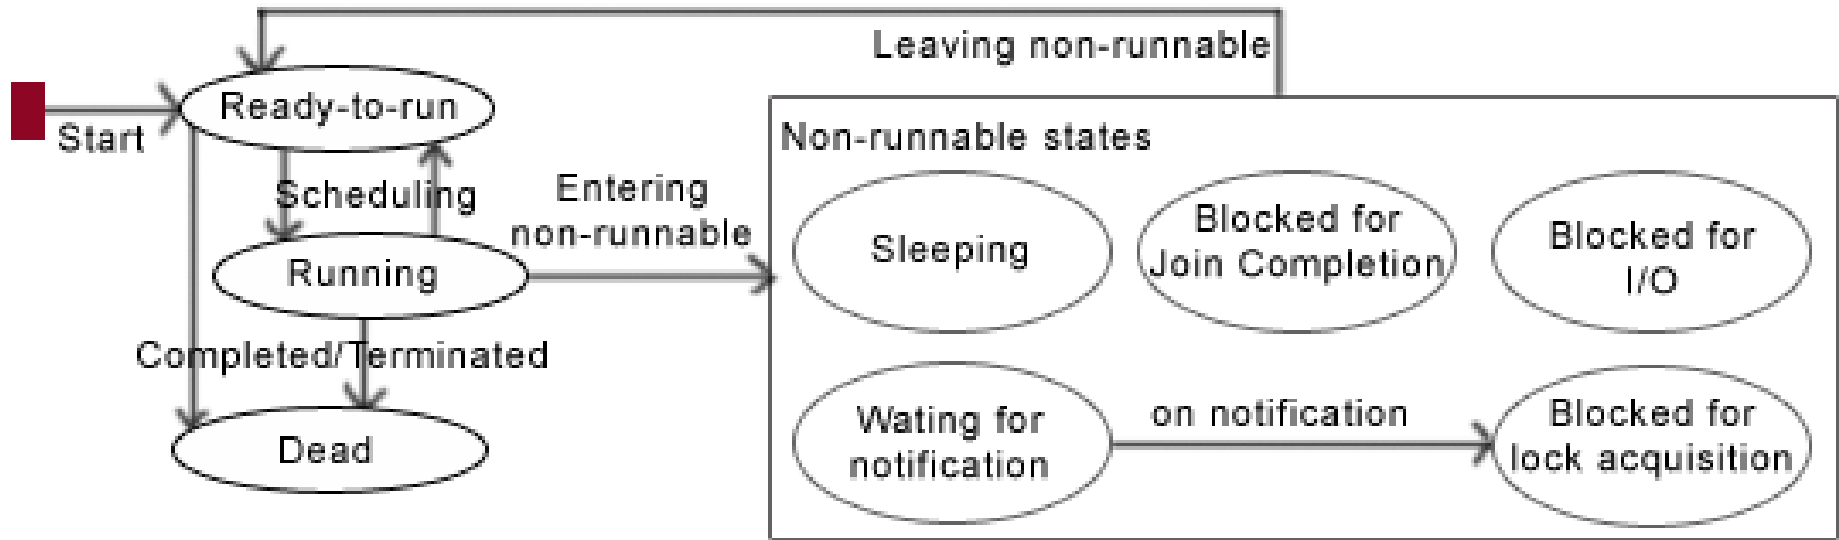 Leaving non-runnable
Ready-to-run
Start
Non-runnable states
Scheduling
Entering
non-runnable
Running
Sleeping
Blocked for
Join Completion
Blocked for
I/O
Completed/Terminated
Dead
Wating for
notification
on notification
Blocked for
lock acquisition